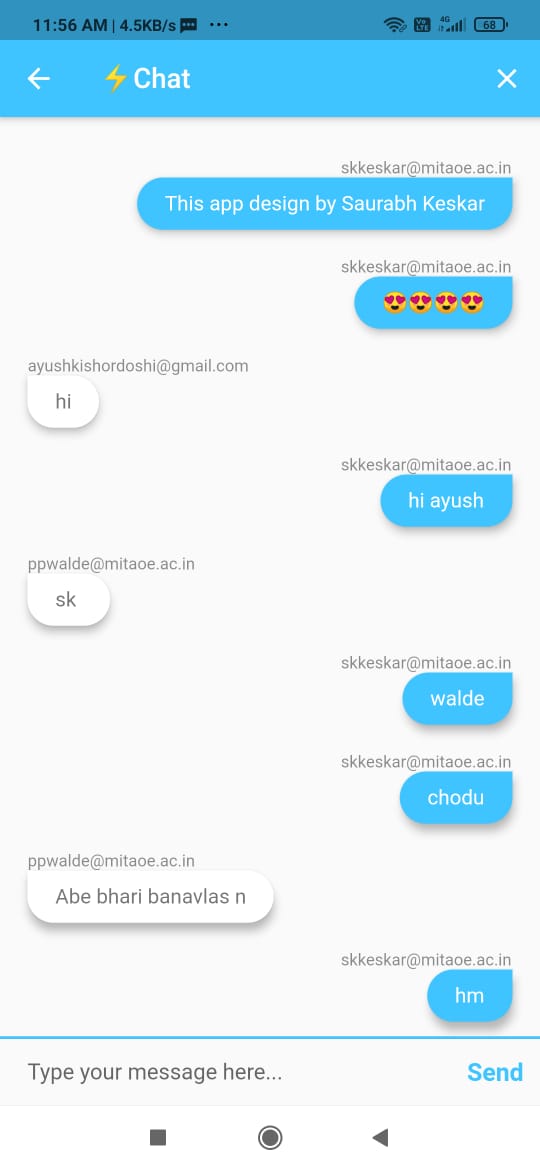 11:56 AM | 4.5KB/s ...
Vo LTE 4G 68
⚡Chat
skkeskar@mitaoe.ac.in
This app design by Saurabh Keskar
skkeskar@mitaoe.ac.in
😍😍😍😍
ayushkishordoshi@gmail.com
hi
skkeskar@mitaoe.ac.in
hi ayush
ppwalde@mitaoe.ac.in
sk
skkeskar@mitaoe.ac.in
walde
skkeskar@mitaoe.ac.in
chodu
ppwalde@mitaoe.ac.in
Abe bhari banavlas n
skkeskar@mitaoe.ac.in
hm
Type your message here... Send